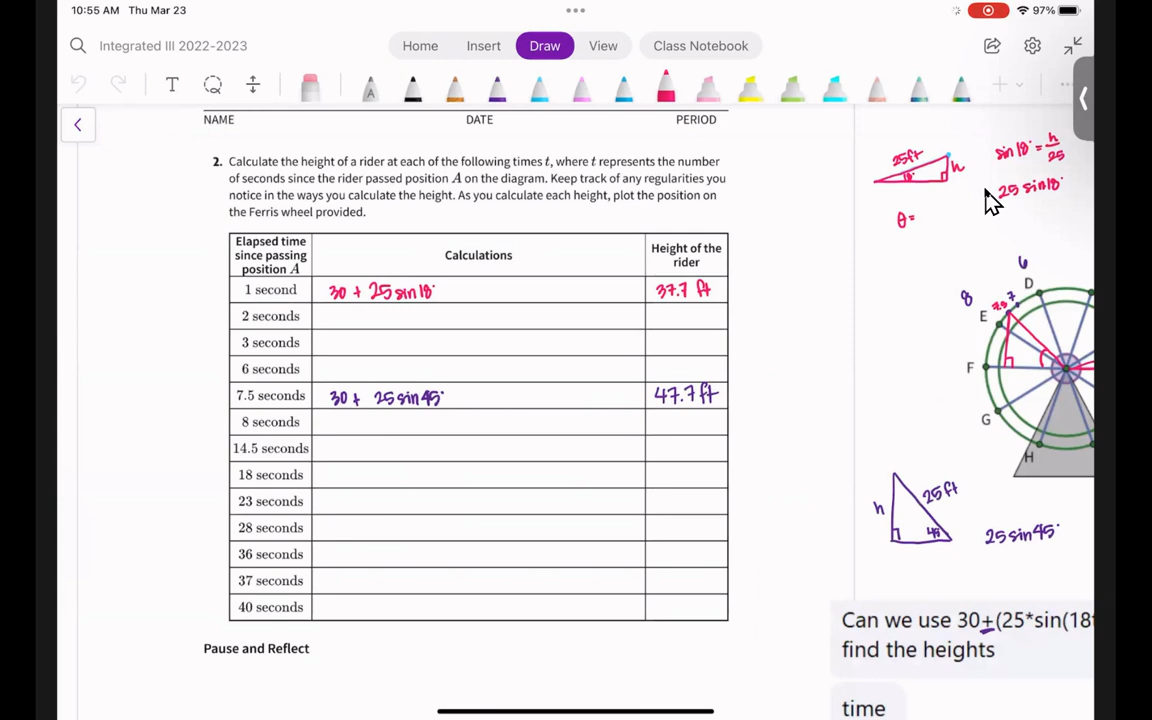 10:55 AM Thu Mar 23
97%
Integrated III 2022-2023
Home Insert Draw View Class Notebook
T
A
NAME DATE PERIOD
2. Calculate the height of a rider at each of the following times t, where t represents the number
of seconds since the rider passed position A on the diagram. Keep track of any regularities you
notice in the ways you calculate the height. As you calculate each height, plot the position on
the Ferris wheel provided.
Elapsed time
since passing
position A
Calculations
Height of the
rider
1 second 30 + 25 sin 18° 37.7 ft
2 seconds
3 seconds
6 seconds
7.5 seconds 30 + 25 sin 45° 47.7 ft
8 seconds
14.5 seconds
18 seconds
23 seconds
28 seconds
36 seconds
37 seconds
40 seconds
Pause and Reflect
25 ft
18°
h
sin 18° = h/25
25 sin 18°
θ=
6
D
8
7.5 7
E
F
G
H
h
25 ft
45°
25 sin 45°
Can we use 30+(25*sin(18
find the heights
time